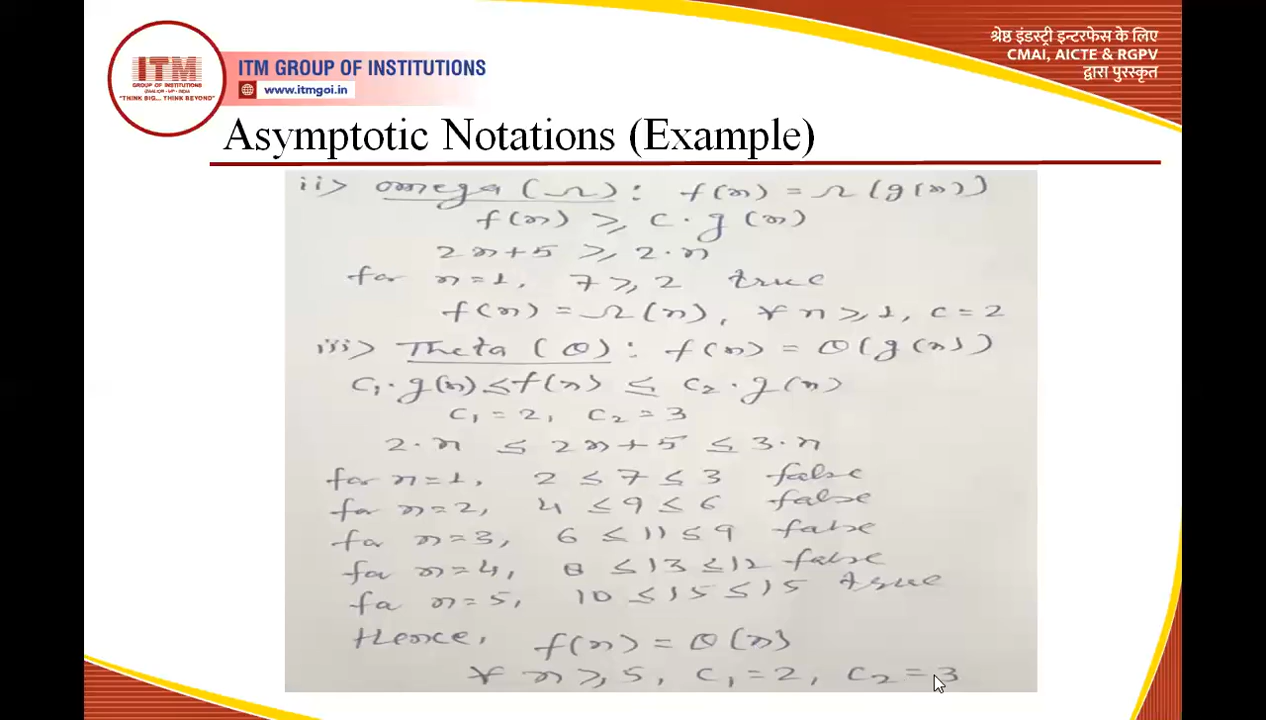 ITM
GROUP OF INSTITUTIONS
GWALIOR • MP • INDIA
"THINK BIG... THINK BEYOND"
ITM GROUP OF INSTITUTIONS
www.itmgoi.in
श्रेष्ठ इंडस्ट्री इन्टरफेस के लिए
CMAI, AICTE & RGPV
द्वारा पुरस्कृत
Asymptotic Notations (Example)
ii> omega (Ω): f(n) = Ω(g(n))
f(n) ≥ c·g(n)
2n+5 ≥ 2·n
for n=1, 7 ≥ 2 true
f(n) = Ω(n), ∀ n ≥ 1, c = 2
iii> Theta (Θ): f(n) = Θ(g(n))
c₁·g(n) ≤ f(n) ≤ c₂·g(n)
c₁ = 2, c₂ = 3
2·n ≤ 2n+5 ≤ 3·n
for n=1, 2 ≤ 7 ≤ 3 false
for n=2, 4 ≤ 9 ≤ 6 false
for n=3, 6 ≤ 11 ≤ 9 false
for n=4, 8 ≤ 13 ≤ 12 false
for n=5, 10 ≤ 15 ≤ 15 true
Hence, f(n) = Θ(n)
∀ n ≥ 5, c₁ = 2, c₂ = 3